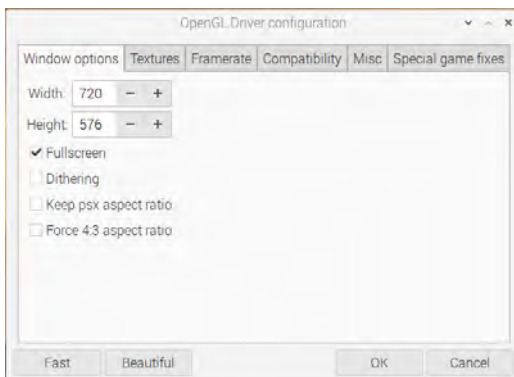 OpenGL Driver configuration
Window options Textures Framerate Compatibility Misc Special game fixes
Width: 720 − +
Height: 576 − +
Fullscreen
Dithering
Keep psx aspect ratio
Force 4:3 aspect ratio
Fast Beautiful OK Cancel